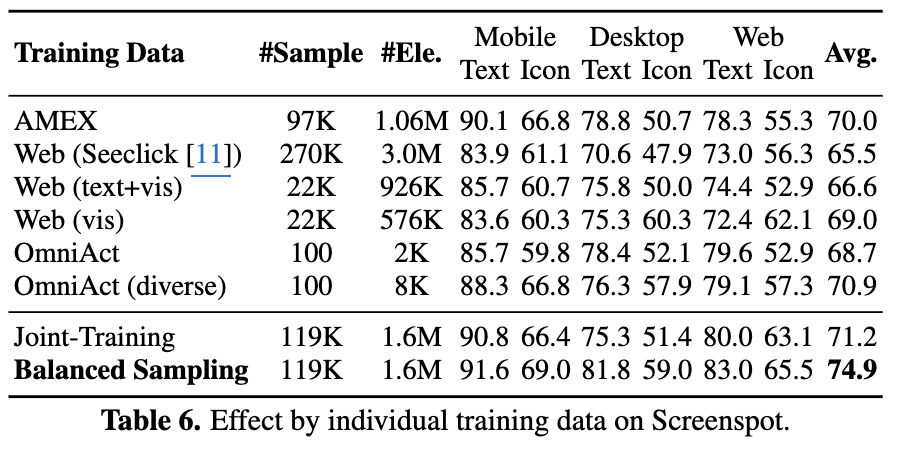 Training Data #Sample #Ele. Mobile Desktop Web Avg.
Text Icon Text Icon Text Icon
AMEX 97K 1.06M 90.1 66.8 78.8 50.7 78.3 55.3 70.0
Web (Seeclick [11]) 270K 3.0M 83.9 61.1 70.6 47.9 73.0 56.3 65.5
Web (text+vis) 22K 926K 85.7 60.7 75.8 50.0 74.4 52.9 66.6
Web (vis) 22K 576K 83.6 60.3 75.3 60.3 72.4 62.1 69.0
OmniAct 100 2K 85.7 59.8 78.4 52.1 79.6 52.9 68.7
OmniAct (diverse) 100 8K 88.3 66.8 76.3 57.9 79.1 57.3 70.9
Joint-Training 119K 1.6M 90.8 66.4 75.3 51.4 80.0 63.1 71.2
Balanced Sampling 119K 1.6M 91.6 69.0 81.8 59.0 83.0 65.5 74.9
Table 6. Effect by individual training data on Screenspot.